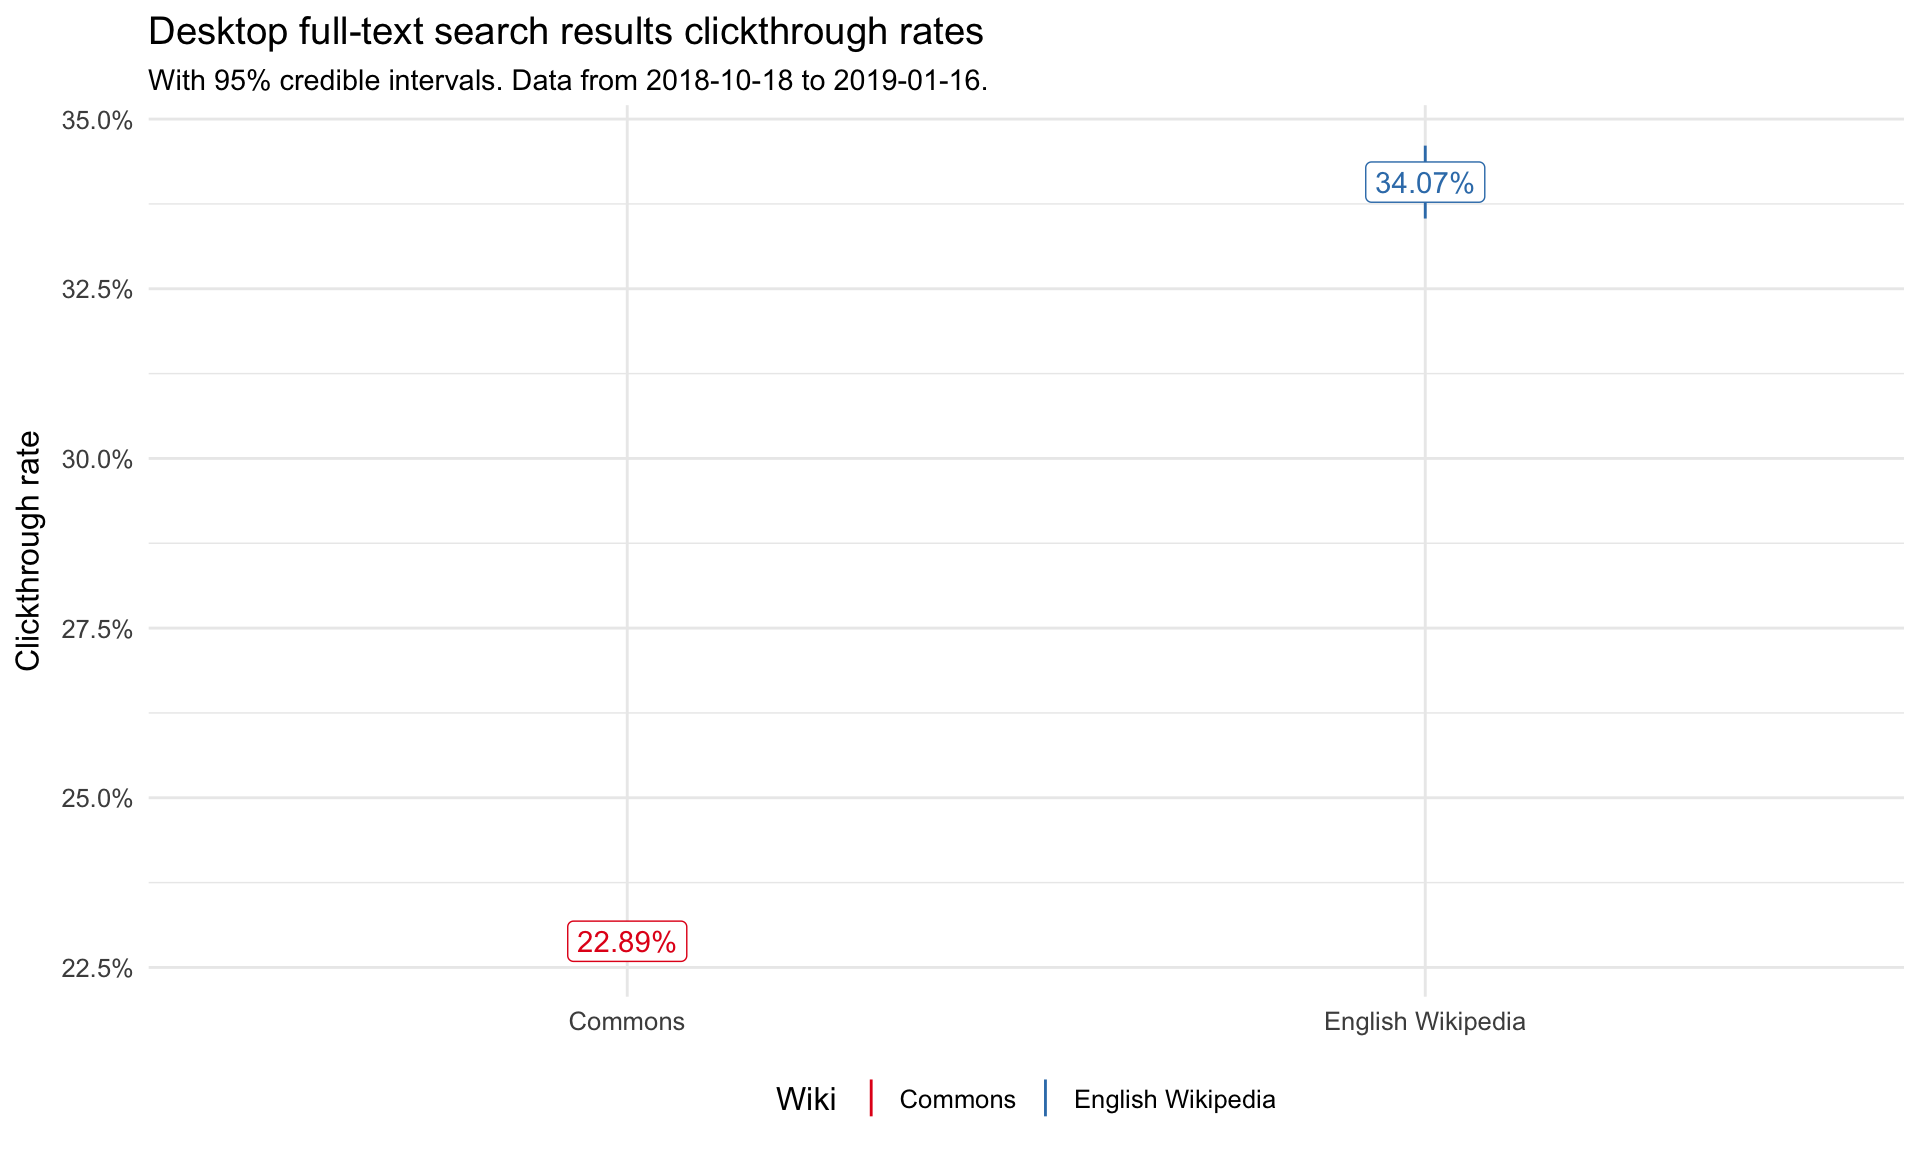 Desktop full-text search results clickthrough rates
With 95% credible intervals. Data from 2018-10-18 to 2019-01-16.
35.0%
34.07%
32.5%
30.0%
Clickthrough rate
27.5%
25.0%
22.89%
22.5%
Commons
English Wikipedia
Wiki
Commons
English Wikipedia